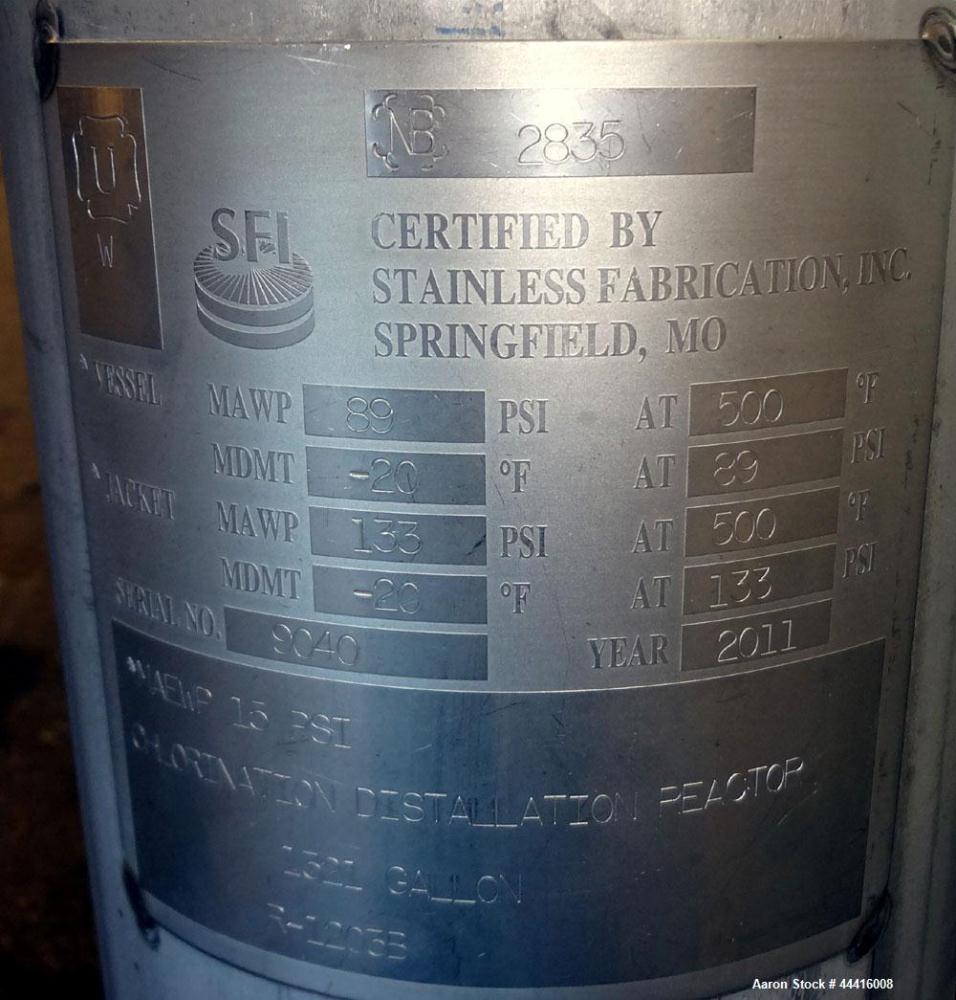 U
W
NB 2835
SFI
CERTIFIED BY
STAINLESS FABRICATION, INC.
SPRINGFIELD, MO
*VESSEL MAWP 89 PSI AT 500 °F
MDMT -20 °F AT 89 PSI
*JACKET MAWP 133 PSI AT 500 °F
MDMT -20 °F AT 133 PSI
SERIAL NO. 9040 YEAR 2011
*MAEWP 15 PSI
CHLORINATION DISTALLATION REACTOR
1321 GALLON
R-1203B
Aaron Stock # 44416008